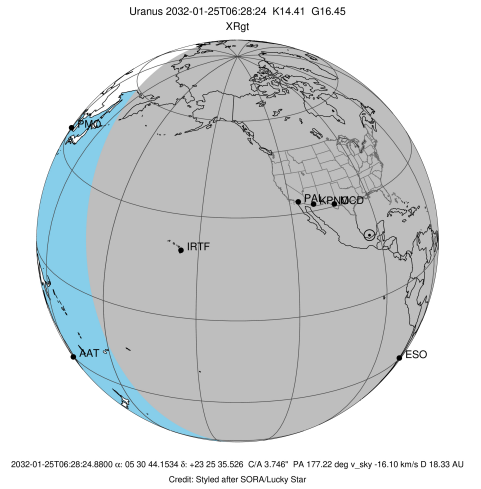 Uranus 2032-01-25T06:28:24 K14.41 G16.45
XRgt
PMO
PAL KPNO MCD
IRTF
AAT
ESO
2032-01-25T06:28:24.8800 α: 05 30 44.1534 δ: +23 25 35.526 C/A 3.746" PA 177.22 deg v_sky -16.10 km/s D 18.33 AU
Credit: Styled after SORA/Lucky Star